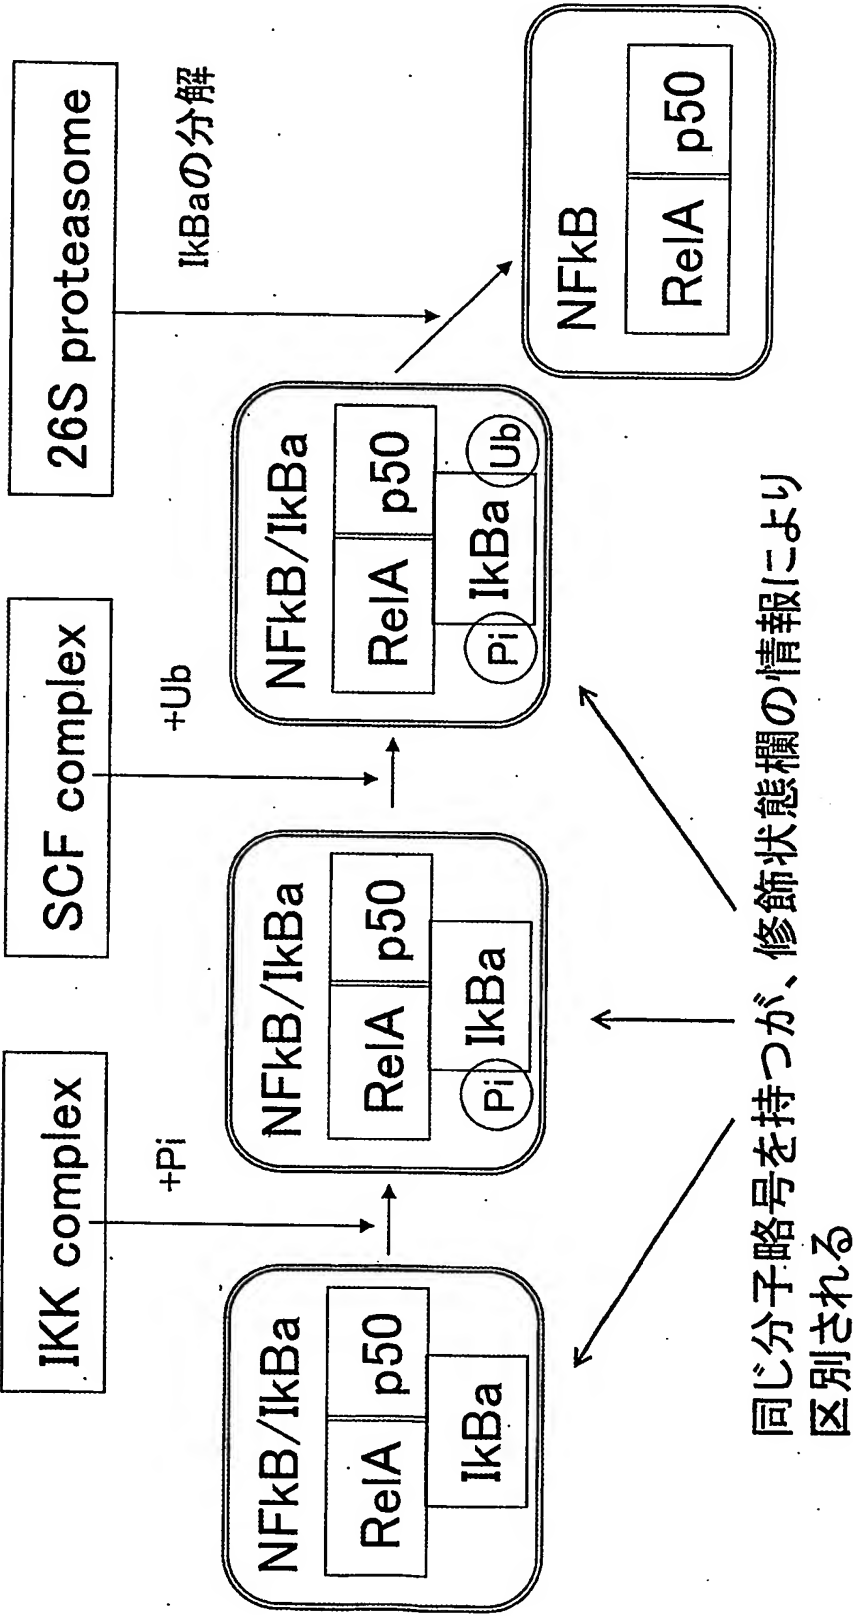 IKK complex
SCF complex
26S proteasome
+Pi
+Ub
IkBaの分解
NFkB/IkBa
RelA
p50
IkBa
NFkB/IkBa
RelA
p50
IkBa
Pi
NFkB/IkBa
RelA
p50
IkBa
Pi
Ub
NFkB
RelA
p50
同じ分子略号を持つが、修飾状態欄の情報により
区別される